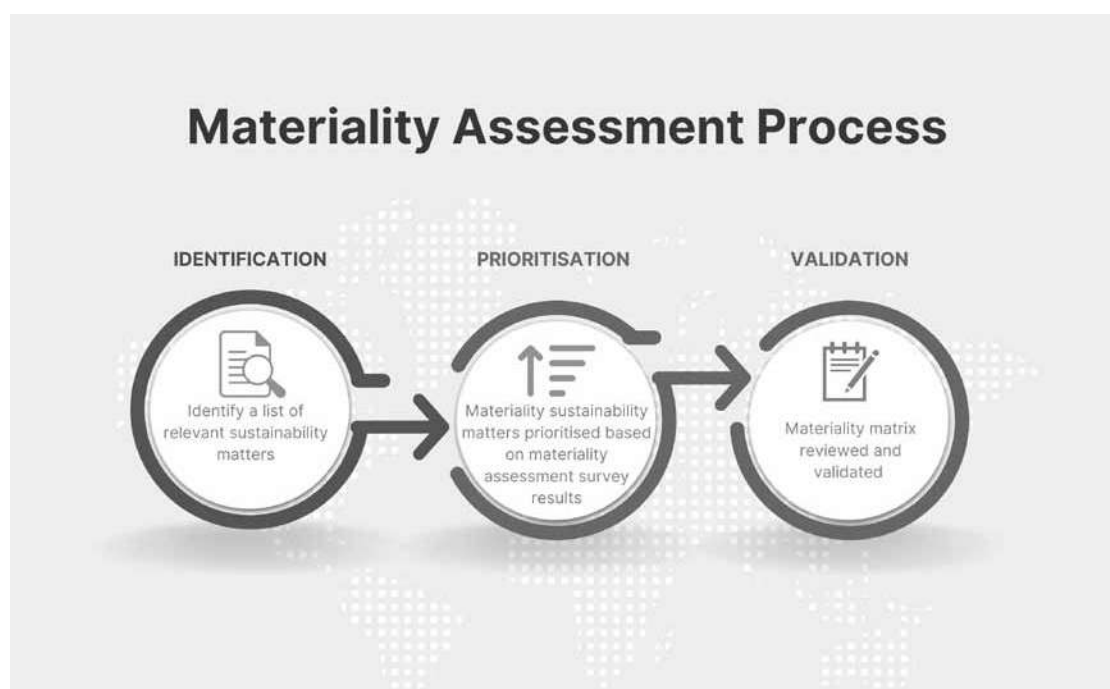 Materiality Assessment Process
IDENTIFICATION
Identify a list of
relevant sustainability
matters
PRIORITISATION
Materiality sustainability
matters prioritised based
on materiality
assessment survey
results
VALIDATION
Materiality matrix
reviewed and
validated